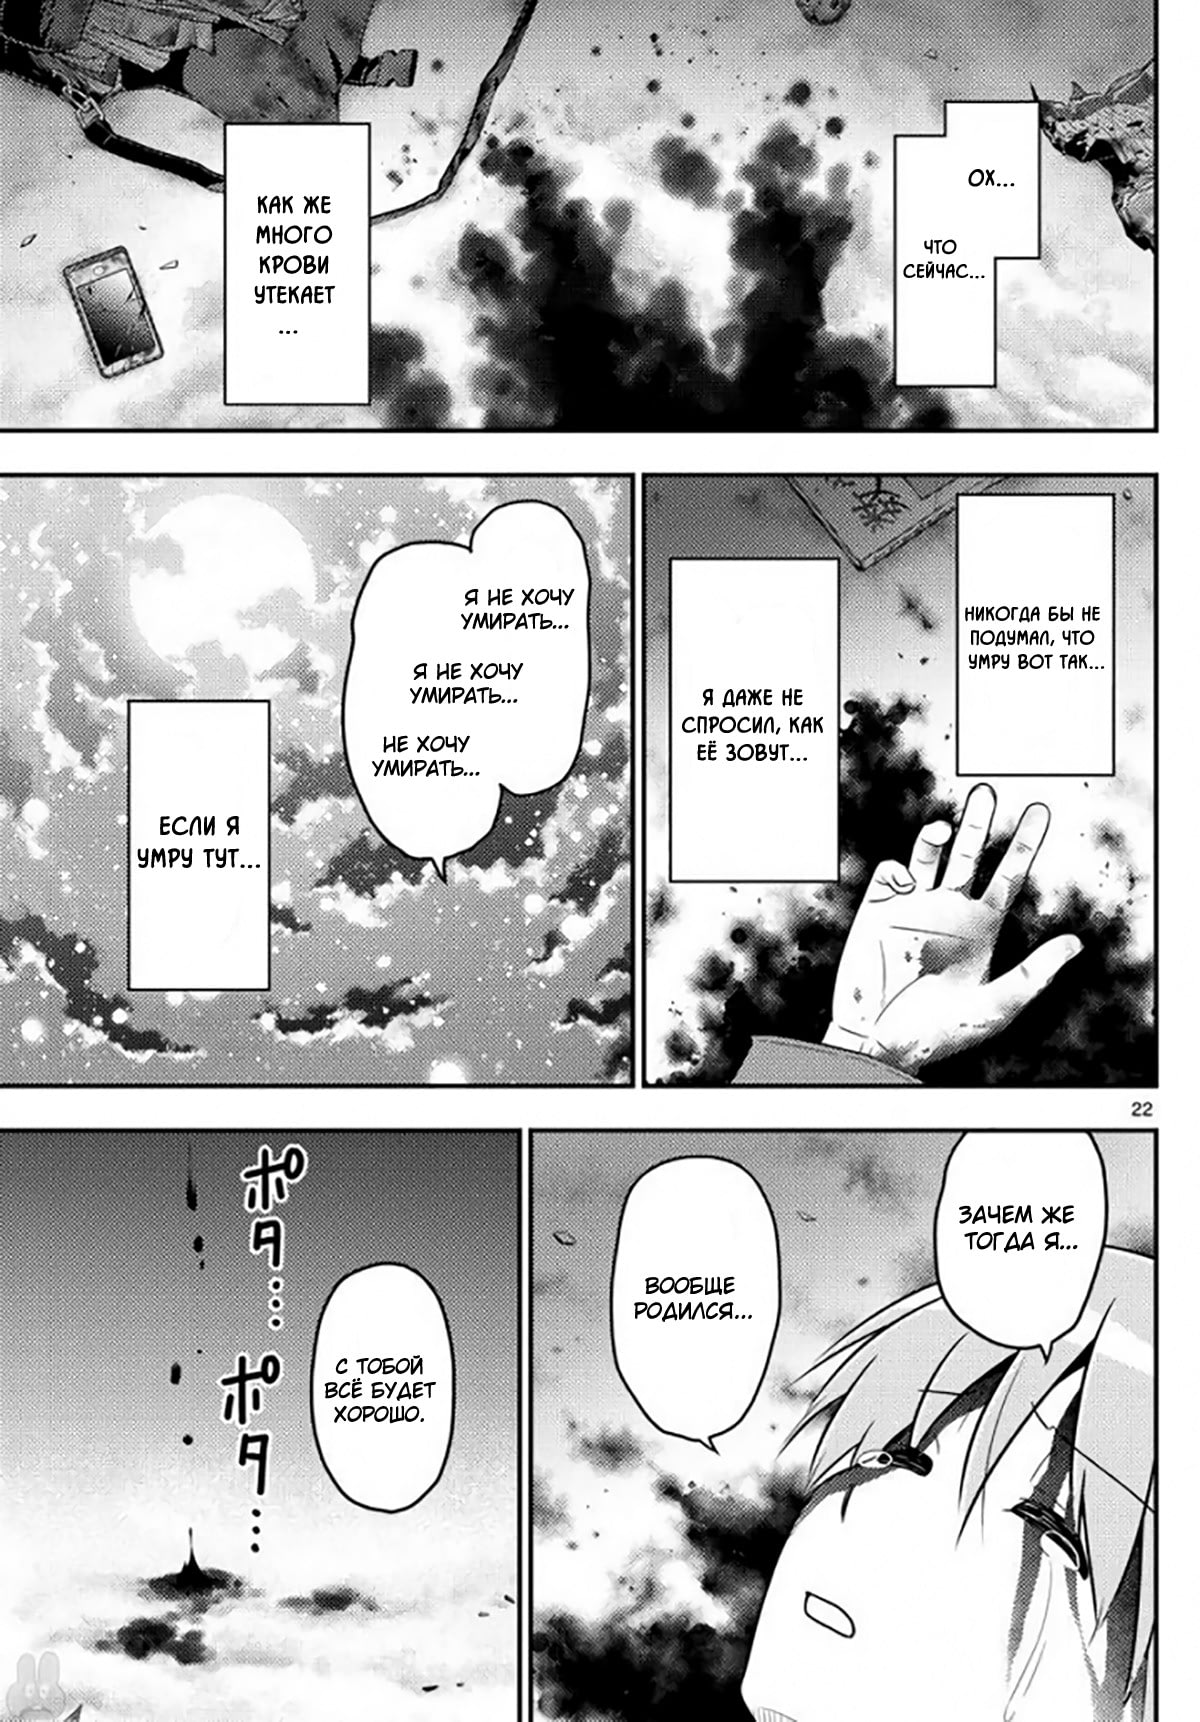 ОХ...
ЧТО
СЕЙЧАС...
КАК ЖЕ
МНОГО
КРОВИ
УТЕКАЕТ
...
НИКОГДА БЫ НЕ
ПОДУМАЛ, ЧТО
УМРУ ВОТ ТАК...
Я ДАЖЕ НЕ
СПРОСИЛ, КАК
ЕЁ ЗОВУТ...
Я НЕ ХОЧУ
УМИРАТЬ...
Я НЕ ХОЧУ
УМИРАТЬ...
НЕ ХОЧУ
УМИРАТЬ...
ЕСЛИ Я
УМРУ ТУТ...
22
ЗАЧЕМ ЖЕ
ТОГДА Я...
ВООБЩЕ
РОДИЛСЯ...
ポタ…
ポタ…
С ТОБОЙ
ВСЁ БУДЕТ
ХОРОШО.